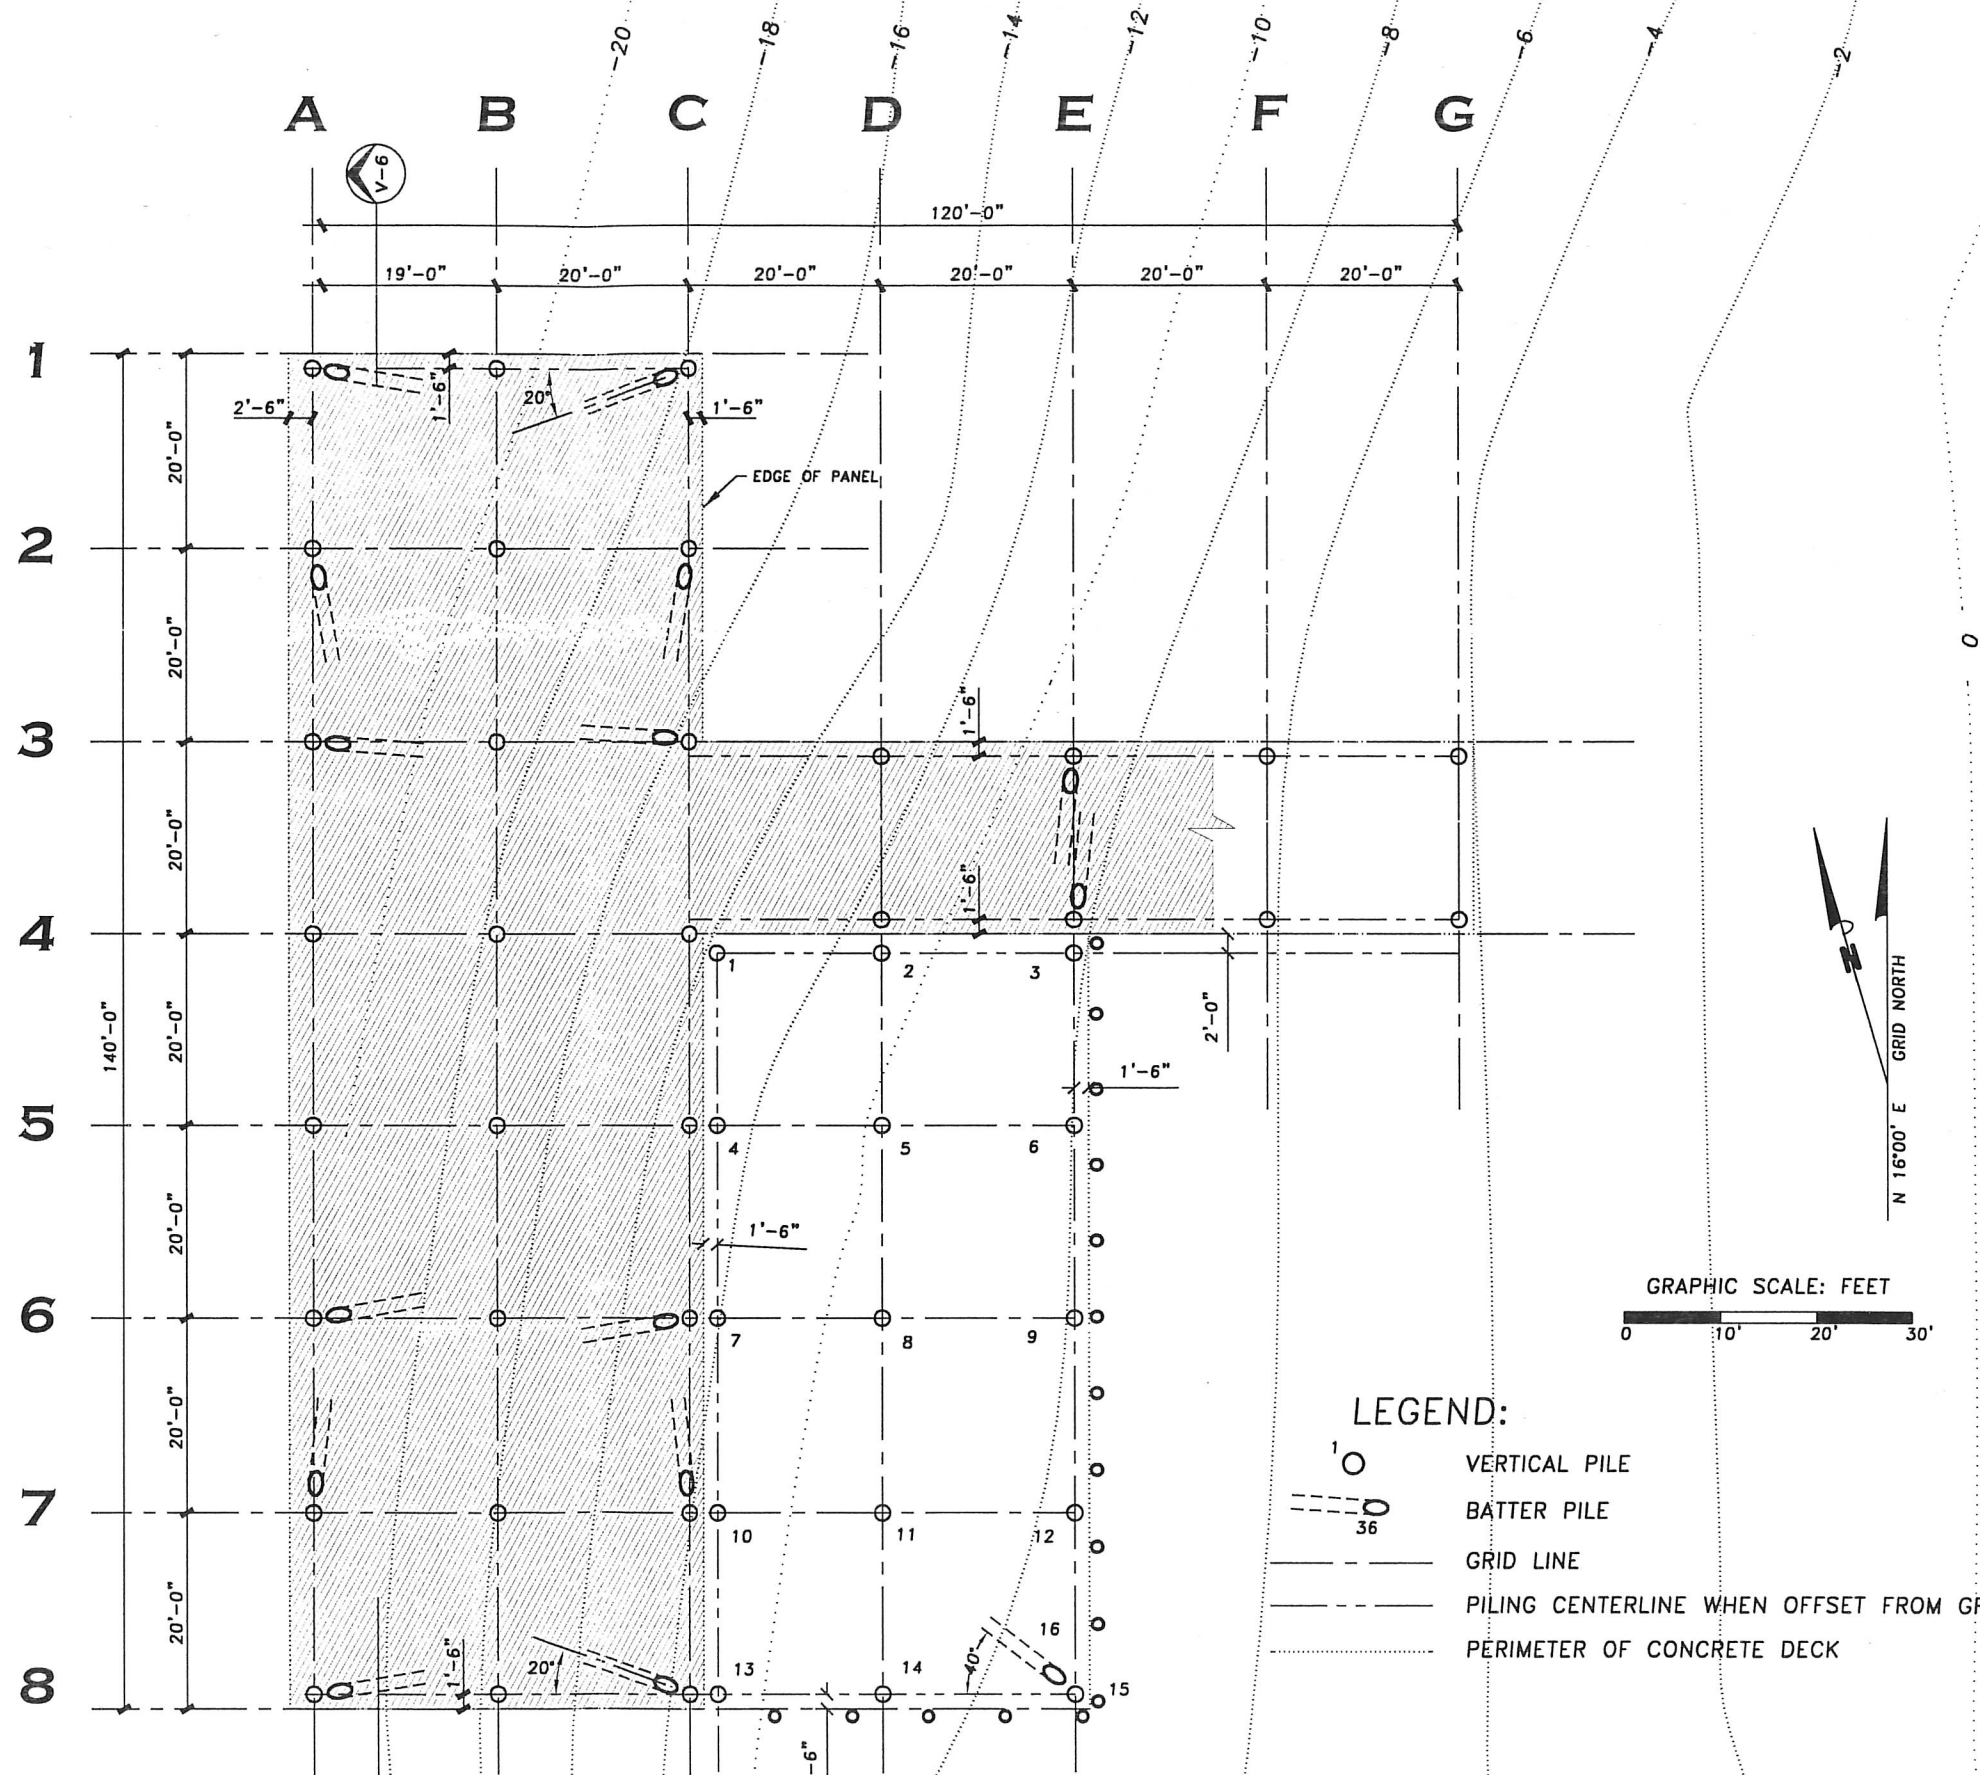 -20
-18
-16
-14
-12
-10
-8
-6
-4
-2
A B C D E F G
V-6
120'-0"
19'-0" 20'-0" 20'-0" 20'-0" 20'-0" 20'-0"
1
1'-6"
20°
2'-6"
1'-6"
20'-0"
EDGE OF PANEL
2
20'-0"
0
1'-6"
3
20'-0"
1'-6"
4
1 2 3
N
GRID NORTH
N 16°00' E
140'-0"
20'-0"
2'-0"
1'-6"
5
4 5 6
20'-0"
1'-6"
GRAPHIC SCALE: FEET
0 10' 20' 30'
6
7 8 9
20'-0"
LEGEND:
1
VERTICAL PILE
36
BATTER PILE
7
10 11 12
GRID LINE
20'-0"
PILING CENTERLINE WHEN OFFSET FROM
16
PERIMETER OF CONCRETE DECK
1'-6"
20°
40°
8
13 14 15
-6"